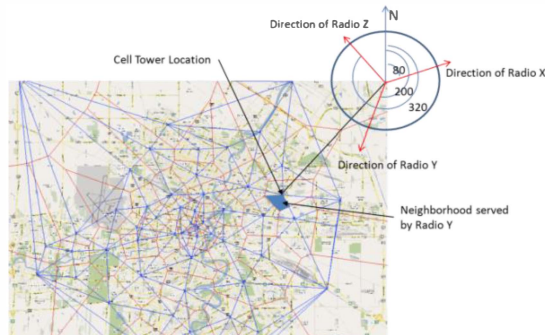 N
Direction of Radio Z
Cell Tower Location
80
Direction of Radio X
200
320
Direction of Radio Y
Neighborhood served
by Radio Y